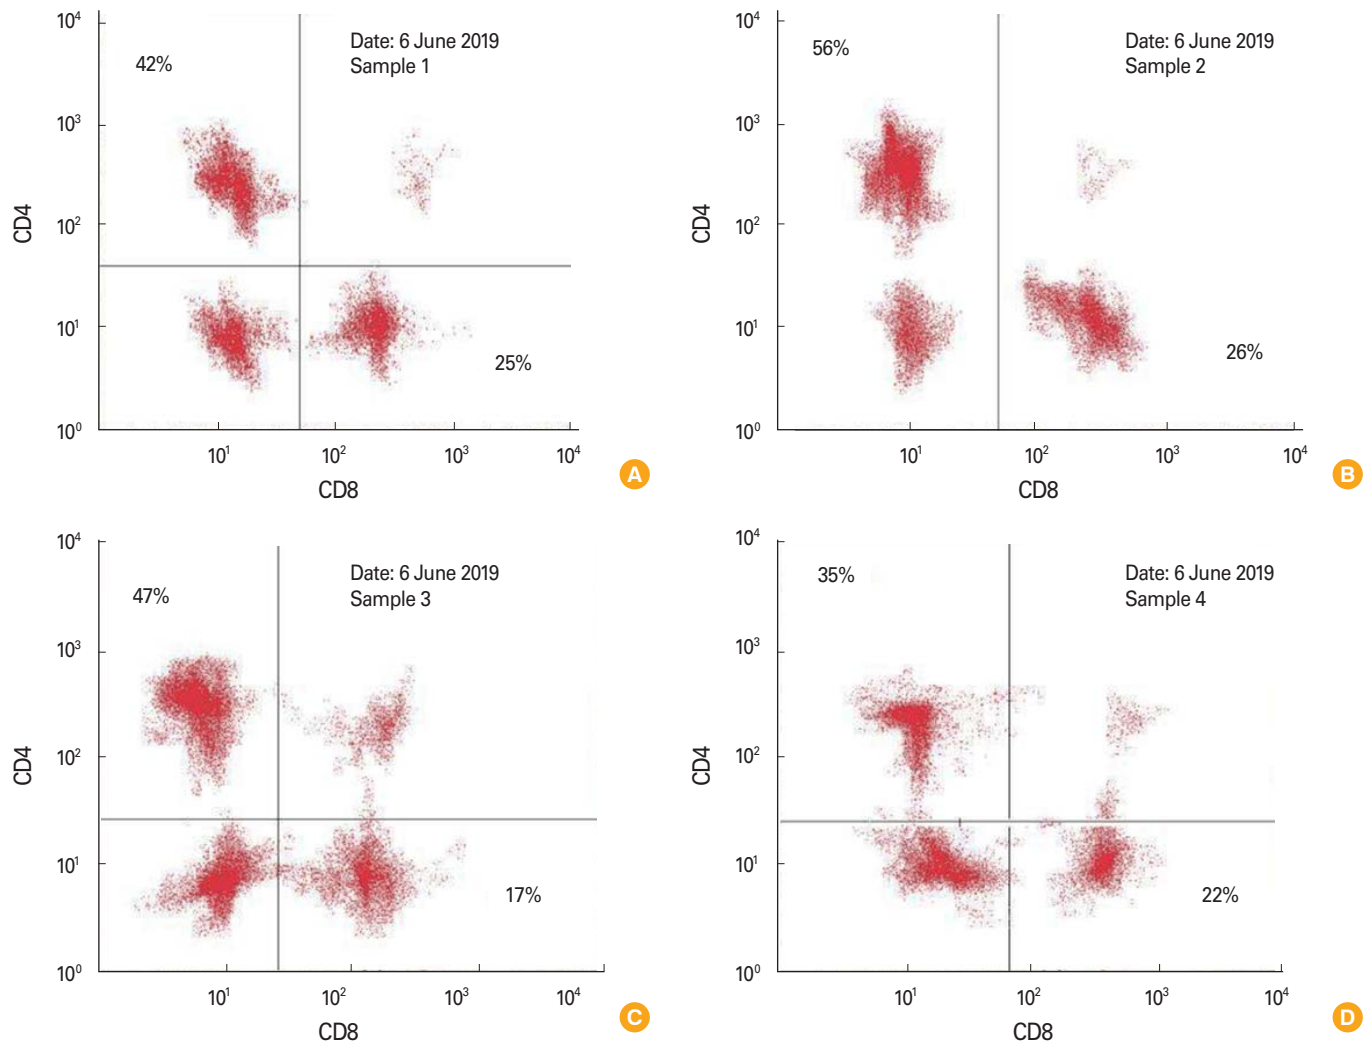 10⁴
42%
Date: 6 June 2019
Sample 1
10³
CD4
10²
10¹
25%
10⁰
10¹ 10² 10³ 10⁴
CD8
A
10⁴
56%
Date: 6 June 2019
Sample 2
10³
CD4
10²
10¹
26%
10⁰
10¹ 10² 10³ 10⁴
CD8
B
10⁴
47%
Date: 6 June 2019
Sample 3
10³
CD4
10²
10¹
17%
10⁰
10¹ 10² 10³ 10⁴
CD8
C
10⁴
35%
Date: 6 June 2019
Sample 4
10³
CD4
10²
10¹
22%
10⁰
10¹ 10² 10³ 10⁴
CD8
D